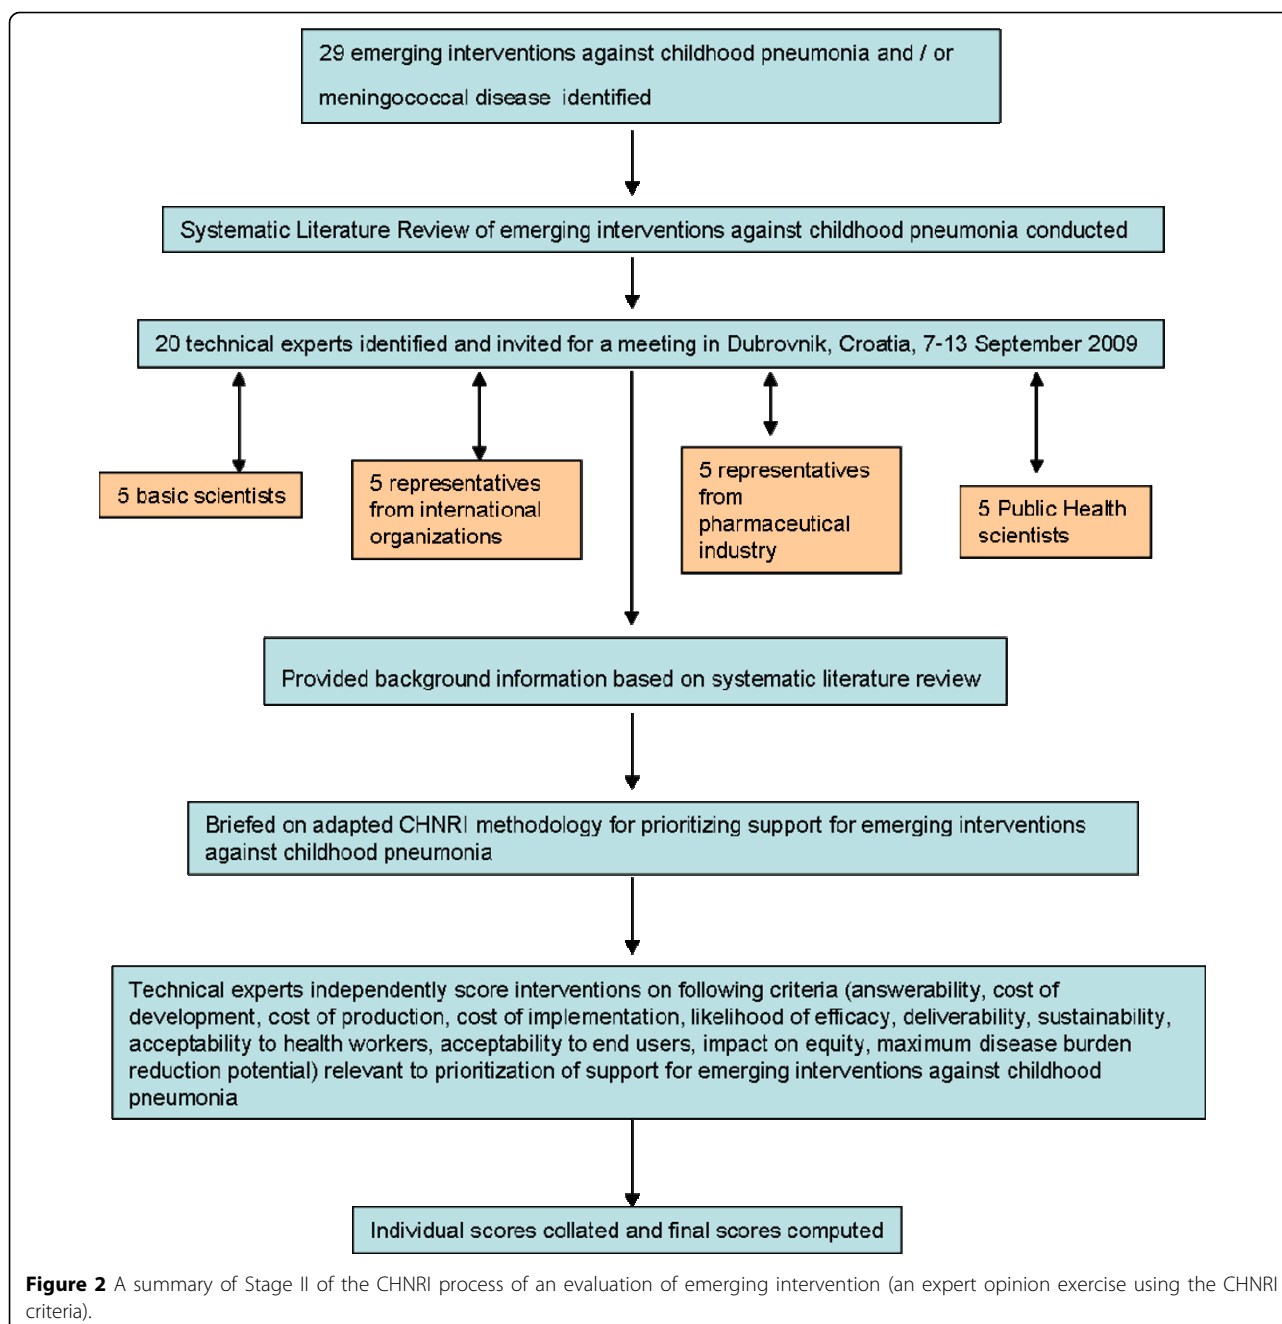 29 emerging interventions against childhood pneumonia and / or
meningococcal disease identified
Systematic Literature Review of emerging interventions against childhood pneumonia conducted
20 technical experts identified and invited for a meeting in Dubrovnik, Croatia, 7-13 September 2009
5 basic scientists
5 representatives
from international
organizations
5 representatives
from
pharmaceutical
industry
5 Public Health
scientists
Provided background information based on systematic literature review
Briefed on adapted CHNRI methodology for prioritizing support for emerging interventions
against childhood pneumonia
Technical experts independently score interventions on following criteria (answerability, cost of
development, cost of production, cost of implementation, likelihood of efficacy, deliverability, sustainability,
acceptability to health workers, acceptability to end users, impact on equity, maximum disease burden
reduction potential) relevant to prioritization of support for emerging interventions against childhood
pneumonia
Individual scores collated and final scores computed
Figure 2 A summary of Stage II of the CHNRI process of an evaluation of emerging intervention (an expert opinion exercise using the CHNRI
criteria).